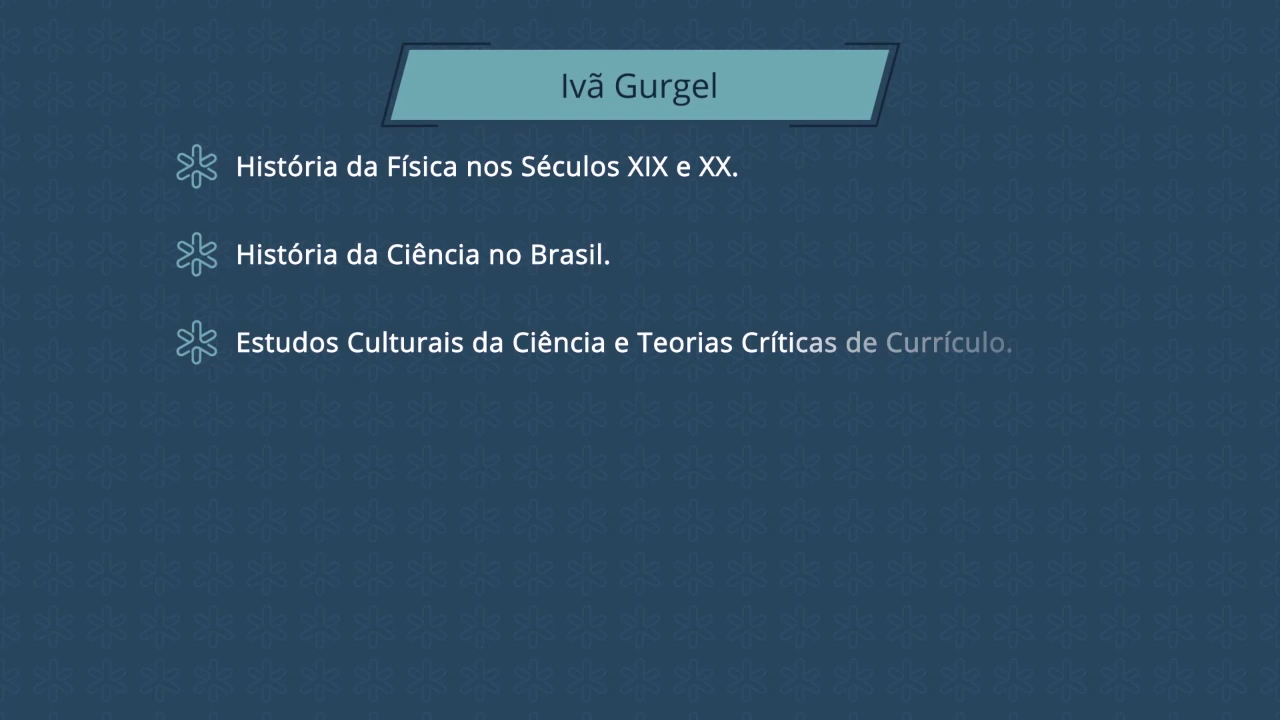 Ivã Gurgel
História da Física nos Séculos XIX e XX.
História da Ciência no Brasil.
Estudos Culturais da Ciência e Teorias Críticas de Currículo.